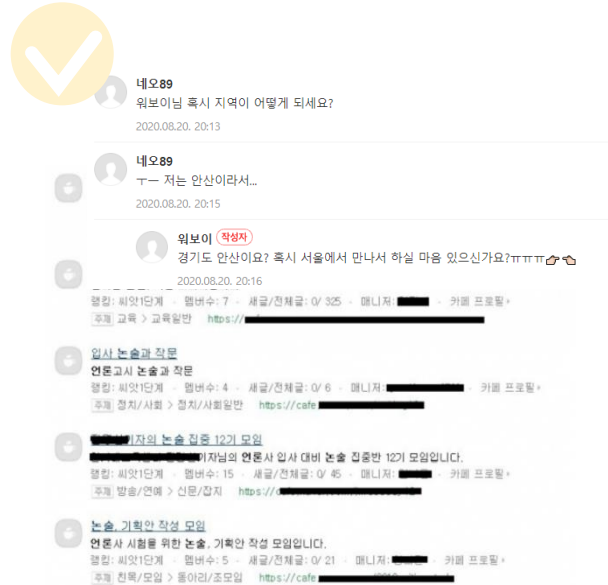 네오89
워보이님 혹시 지역이 어떻게 되세요?
2020.08.20. 20:13
네오89
ㅜㅡ 저는 안산이라서...
2020.08.20. 20:15
워보이 작성자
경기도 안산이요? 혹시 서울에서 만나서 하실 마음 있으신가요?ㅠㅠㅠ👉🏻 👈🏻
2020.08.20. 20:16
랭킹: 씨앗1단계 · 멤버수: 7 · 새글/전체글: 0/ 325 · 매니저: · 카페 프로필›
주제 교육 > 교육일반 https://
입사 논술과 작문
언론고시 논술과 작문
랭킹: 씨앗1단계 · 멤버수: 4 · 새글/전체글: 0/ 6 · 매니저: · 카페 프로필›
주제 정치/사회 > 정치/사회일반 https://cafe
기자의 논술 집중 12기 모임
기자님의 언론사 입사 대비 논술 집중반 12기 모임입니다.
랭킹: 씨앗1단계 · 멤버수: 15 · 새글/전체글: 0/ 45 · 매니저: · 카페 프로필›
주제 방송/연예 > 신문/잡지 https://
논술, 기획안 작성 모임
언론사 시험을 위한 논술, 기획안 작성 모임입니다.
랭킹: 씨앗1단계 · 멤버수: 5 · 새글/전체글: 0/ 21 · 매니저: · 카페 프로필›
주제 친목/모임 > 동아리/조모임 https://cafe